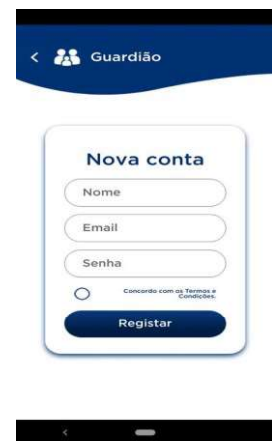 Guardião
Nova conta
Nome
Email
Senha
Concordo com os Termos e
Condições.
Registar